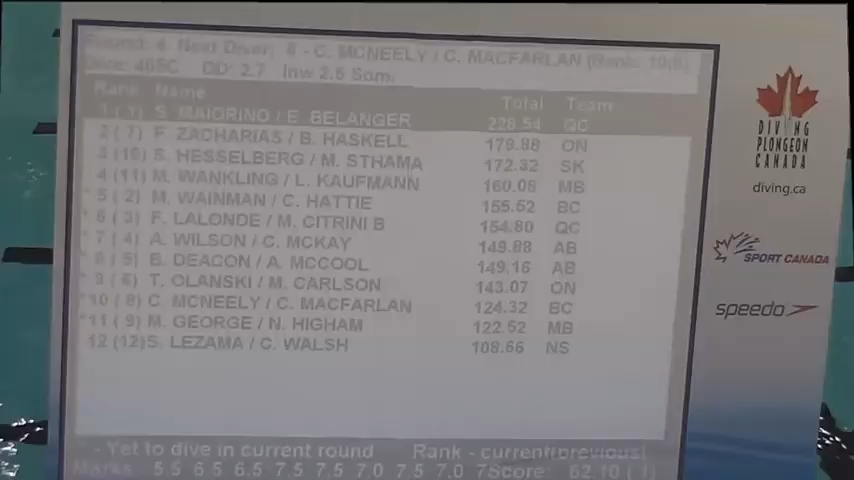 Round: 4 Next Diver: 8 - C. MCNEELY / C. MACFARLAN (Rank: 10(8)
Dive: 405C DD: 2.7 Inw 2.5 Som.
Rank Name Total Team
1 (1) S. MAIORINO / E. BELANGER 228.54 QC
2 (7) F. ZACHARIAS / B. HASKELL 179.88 ON
3 (10) S. HESSELBERG / M. STHAMA 172.32 SK
4 (11) M. WANKLING / L. KAUFMANN 160.08 MB
* 5 (2) M. WAINMAN / C. HATTIE 155.52 BC
* 6 (3) F. LALONDE / M. CITRINI B 154.80 QC
* 7 (4) A. WILSON / C. MCKAY 149.88 AB
* 8 (5) B. DEACON / A. MCCOOL 149.16 AB
* 9 (6) T. OLANSKI / M. CARLSON 143.07 ON
*10 (8) C. MCNEELY / C. MACFARLAN 124.32 BC
*11 (9) M. GEORGE / N. HIGHAM 122.52 MB
12 (12) S. LEZAMA / C. WALSH 108.66 NS
- Yet to dive in current round Rank - current(previous)
Marks: 5.5 6.5 6.5 7.5 7.5 7.0 7.5 7.0 7 Score: 62.10 (1)
DIVING
PLONGEON
CANADA
diving.ca
SPORT CANADA
speedo